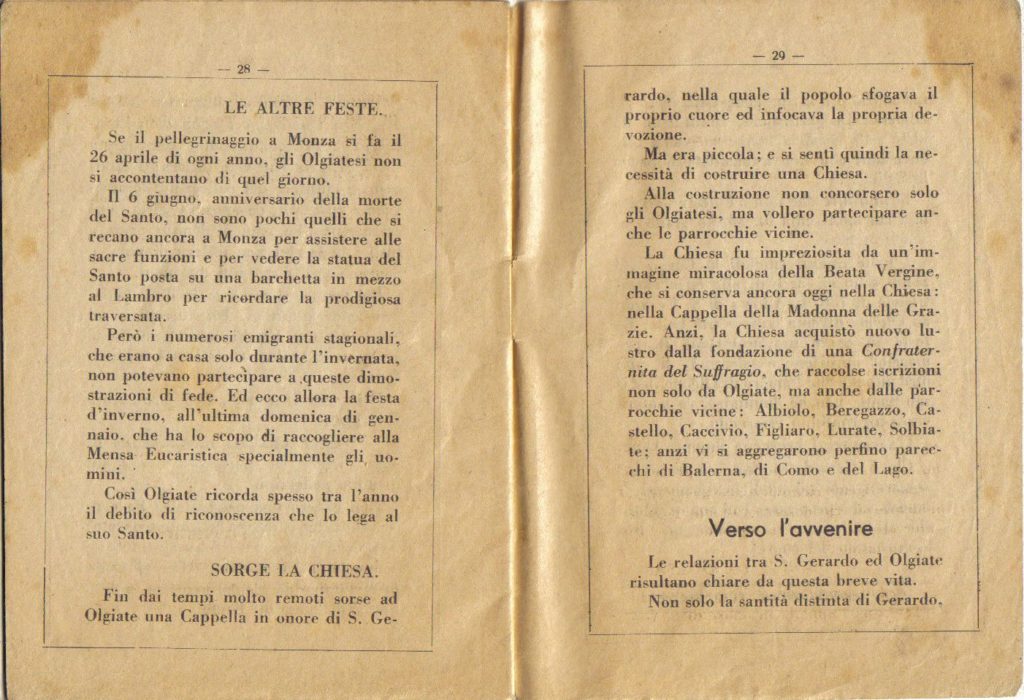 — 28 —
LE ALTRE FESTE.
Se il pellegrinaggio a Monza si fa il
26 aprile di ogni anno, gli Olgiatesi non
si accontentano di quel giorno.
Il 6 giugno, anniversario della morte
del Santo, non sono pochi quelli che si
recano ancora a Monza per assistere alle
sacre funzioni e per vedere la statua del
Santo posta su una barchetta in mezzo
al Lambro per ricordare la prodigiosa
traversata.
Però i numerosi emigranti stagionali,
che erano a casa solo durante l'invernata,
non potevano partecipare a queste dimo-
strazioni di fede. Ed ecco allora la festa
d'inverno, all'ultima domenica di gen-
naio. che ha lo scopo di raccogliere alla
Mensa Eucaristica specialmente gli uo-
mini.
Così Olgiate ricorda spesso tra l'anno
il debito di riconoscenza che lo lega al
suo Santo.
SORGE LA CHIESA.
Fin dai tempi molto remoti sorse ad
Olgiate una Cappella in onore di S. Ge-
— 29 —
rardo, nella quale il popolo sfogava il
proprio cuore ed infocava la propria de-
vozione.
Ma era piccola; e si sentì quindi la ne-
cessità di costruire una Chiesa.
Alla costruzione non concorsero solo
gli Olgiatesi, ma vollero partecipare an-
che le parrocchie vicine.
La Chiesa fu impreziosita da un'im-
magine miracolosa della Beata Vergine,
che si conserva ancora oggi nella Chiesa:
nella Cappella della Madonna delle Gra-
zie. Anzi, la Chiesa acquistò nuovo lu-
stro dalla fondazione di una Confrater-
nita del Suffragio, che raccolse iscrizioni
non solo da Olgiate, ma anche dalle par-
rocchie vicine: Albiolo, Beregazzo, Ca-
stello, Caccivio, Figliaro, Lurate, Solbia-
te; anzi vi si aggregarono perfino parec-
chi di Balerna, di Como e del Lago.
Verso l'avvenire
Le relazioni tra S. Gerardo ed Olgiate
risultano chiare da questa breve vita.
Non solo la santità distinta di Gerardo,